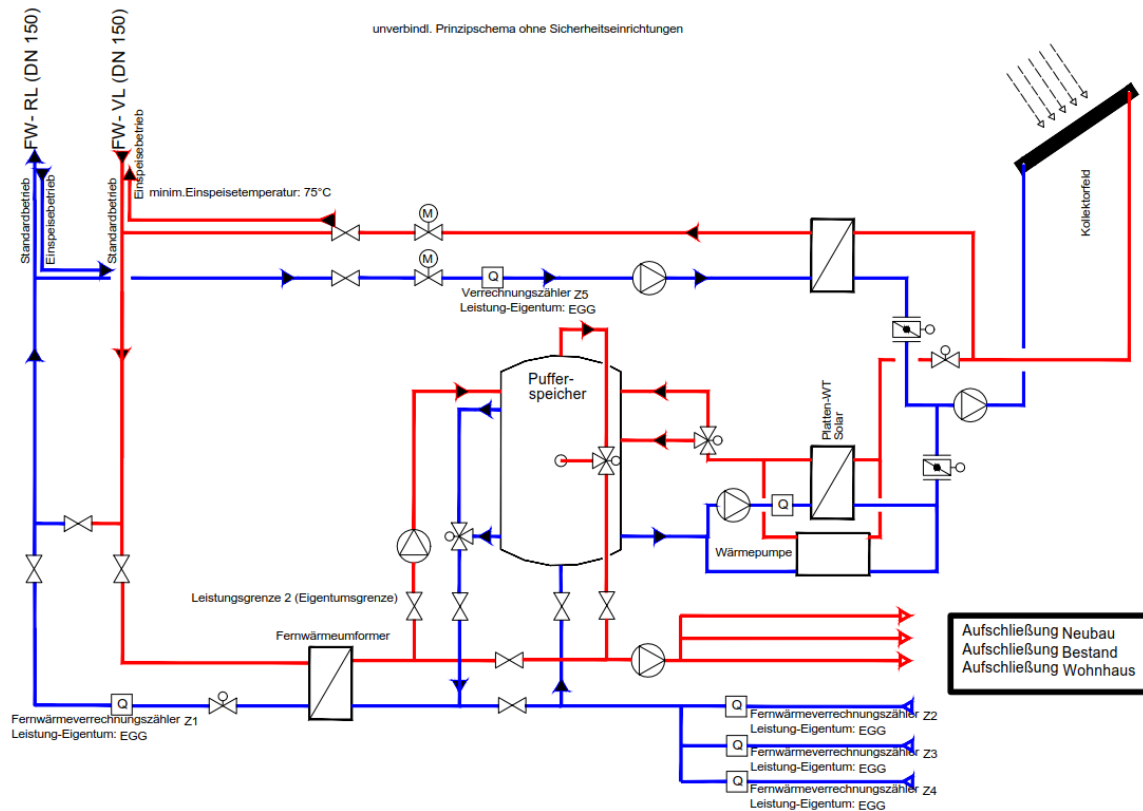 unverbindl. Prinzipschema ohne Sicherheitseinrichtungen
FW- RL (DN 150)
FW- VL (DN 150)
Standardbetrieb
Einspeisebetrieb
Standardbetrieb
Einspeisebetrieb
minim.Einspeisetemperatur: 75°C
Kollektorfeld
M
M
Q
Verrechnungszähler Z5
Leistung-Eigentum: EGG
Puffer-
speicher
Platten-WT
Solar
Q
Wärmepumpe
Leistungsgrenze 2 (Eigentumsgrenze)
Fernwärmeumformer
Aufschließung Neubau
Aufschließung Bestand
Aufschließung Wohnhaus
Q
Fernwärmeverrechnungszähler Z1
Leistung-Eigentum: EGG
Q
Fernwärmeverrechnungszähler Z2
Leistung-Eigentum: EGG
Q
Fernwärmeverrechnungszähler Z3
Leistung-Eigentum: EGG
Q
Fernwärmeverrechnungszähler Z4
Leistung-Eigentum: EGG